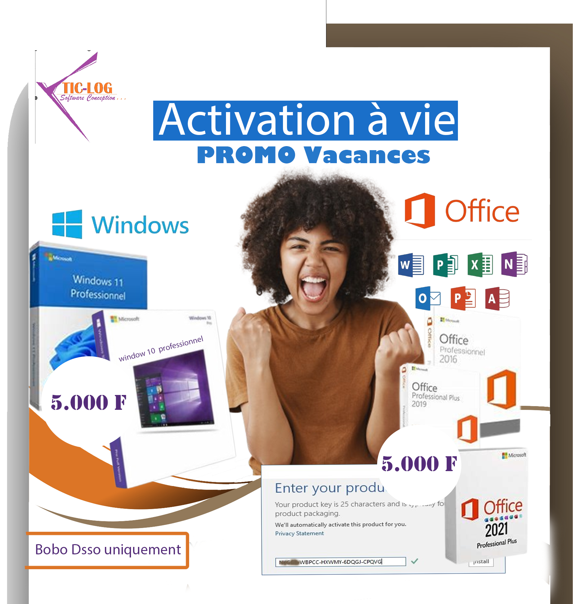 TIC-LOG
Software Conception...
Activation à vie
PROMO Vacances
Windows
Office
Microsoft
Windows 11
Professionnel
Microsoft
Windows 10
Pro
window 10 professionnel
5.000 F
W
P
X
N
O
P
A
Microsoft
Office
Professionnel
2016
Office
Professional Plus
2019
5.000 F
Microsoft
Office
2021
Professional Plus
Enter your produ
Your product key is 25 characters and is
product packaging.
We'll automatically activate this product for you.
Privacy Statement
WBPCC-HXWMY-6DQGJ-CPQVG
Install
Bobo Dsso uniquement